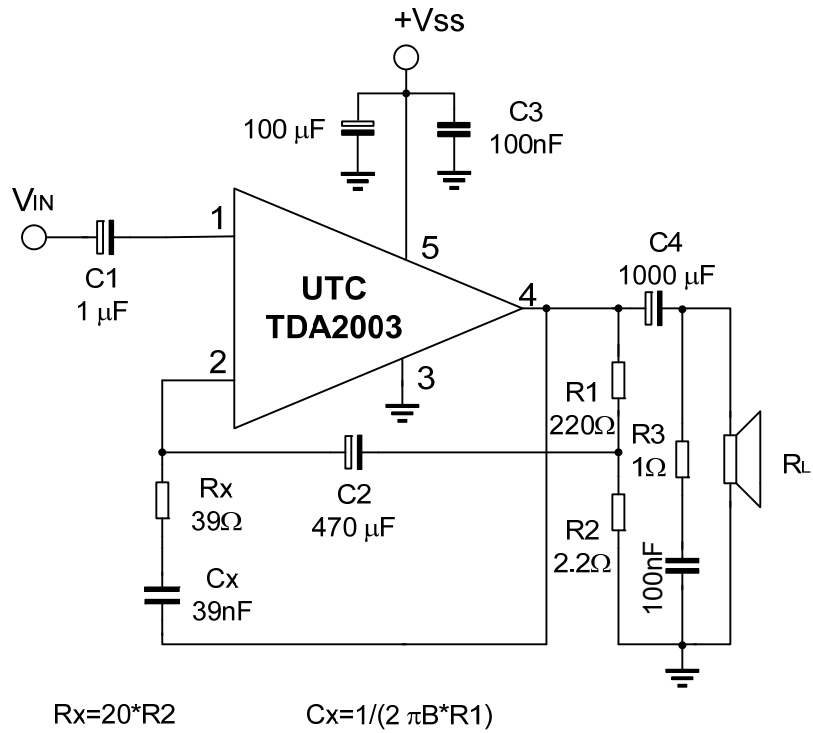 +Vss
100 μF
C3
100nF
VIN
1
C1
1 μF
5
UTC
TDA2003
4
C4
1000 μF
2
3
R1
220Ω
R3
1Ω
RL
C2
470 μF
Rx
39Ω
R2
2.2Ω
100nF
Cx
39nF
Rx=20*R2
Cx=1/(2 πB*R1)